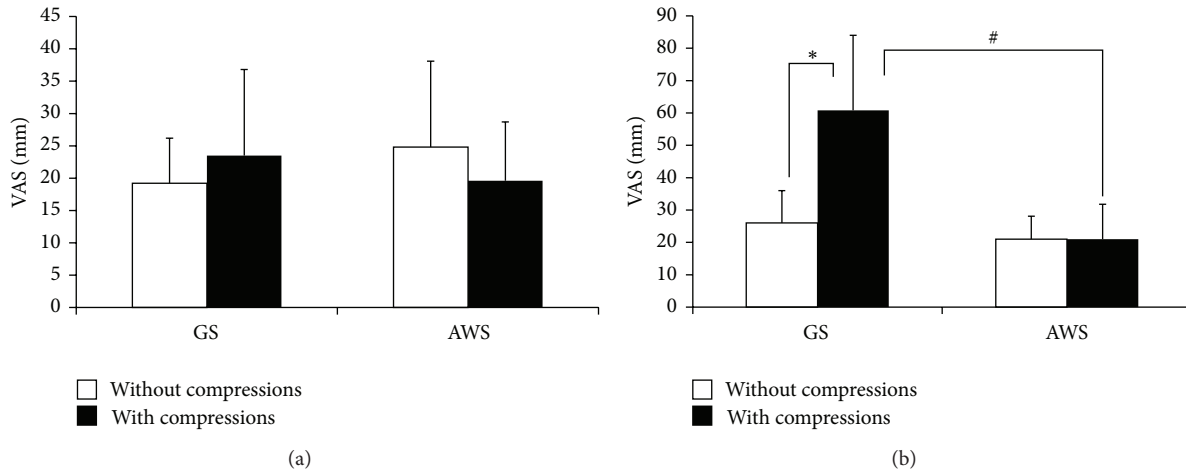 VAS (mm)
45
40
35
30
25
20
15
10
5
0
GS
AWS
Without compressions
With compressions
(a)
VAS (mm)
90
80
70
60
50
40
30
20
10
0
*
#
GS
AWS
Without compressions
With compressions
(b)